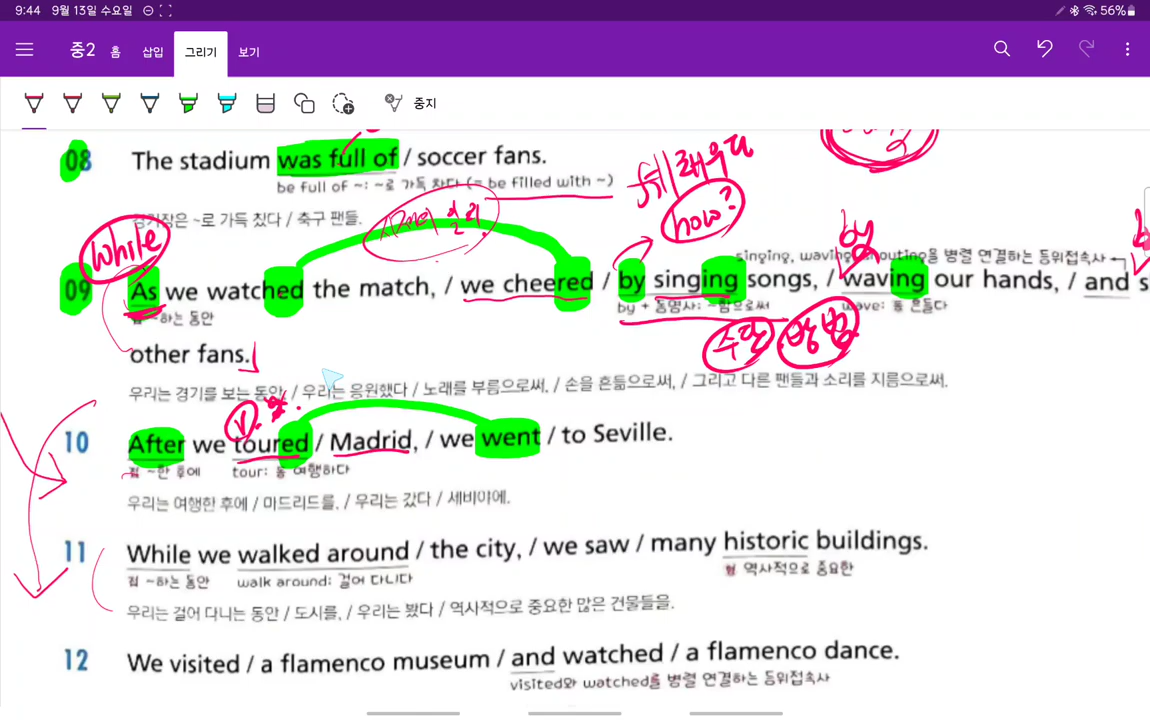 9:44 9월 13일 수요일 56%
중2 홈 삽입 그리기 보기
중지
08 The stadium was full of / soccer fans.
be full of ~: ~로 가득 차다 (= be filled with ~)
경기장은 ~로 가득 찼다 / 축구 팬들.
how?
while by
singing, waving, shouting을 병렬 연결하는 등위접속사
09 As we watched the match, / we cheered / by singing songs, / waving our hands, / and s
접 ~하는 동안 by + 동명사: ~함으로써 wave: 동 흔들다
수단 방법
other fans.
우리는 경기를 보는 동안, / 우리는 응원했다 / 노래를 부름으로써, / 손을 흔듦으로써, / 그리고 다른 팬들과 소리를 지름으로써.
10 After we toured / Madrid, / we went / to Seville.
접 ~한 후에 tour: 동 여행하다
우리는 여행한 후에 / 마드리드를, / 우리는 갔다 / 세비야에.
11 While we walked around / the city, / we saw / many historic buildings.
접 ~하는 동안 walk around: 걸어 다니다 형 역사적으로 중요한
우리는 걸어 다니는 동안 / 도시를, / 우리는 봤다 / 역사적으로 중요한 많은 건물들을.
12 We visited / a flamenco museum / and watched / a flamenco dance.
visited와 watched를 병렬 연결하는 등위접속사